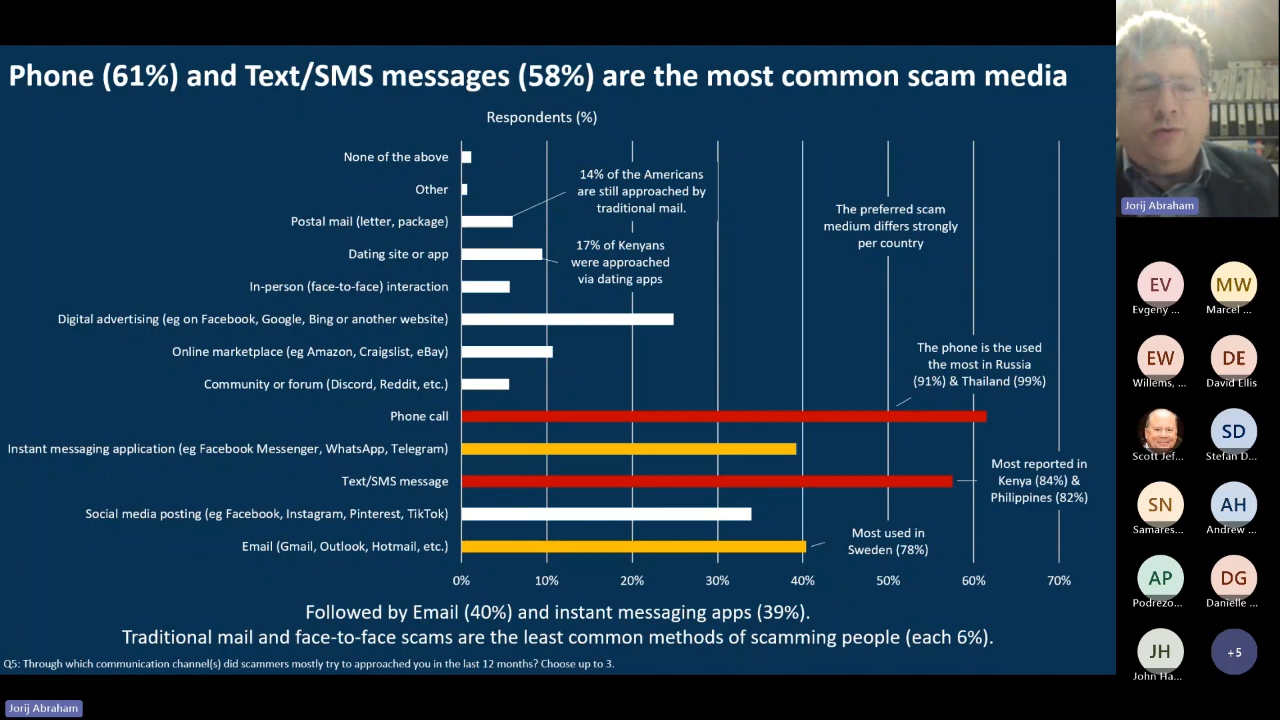 Phone (61%) and Text/SMS messages (58%) are the most common scam media
Respondents (%)
None of the above
Other
Postal mail (letter, package)
Dating site or app
In-person (face-to-face) interaction
Digital advertising (eg on Facebook, Google, Bing or another website)
Online marketplace (eg Amazon, Craigslist, eBay)
Community or forum (Discord, Reddit, etc.)
Phone call
Instant messaging application (eg Facebook Messenger, WhatsApp, Telegram)
Text/SMS message
Social media posting (eg Facebook, Instagram, Pinterest, TikTok)
Email (Gmail, Outlook, Hotmail, etc.)
14% of the Americans
are still approached by
traditional mail.
17% of Kenyans
were approached
via dating apps
The preferred scam
medium differs strongly
per country
The phone is the used
the most in Russia
(91%) & Thailand (99%)
Most reported in
Kenya (84%) &
Philippines (82%)
Most used in
Sweden (78%)
0% 10% 20% 30% 40% 50% 60% 70%
Followed by Email (40%) and instant messaging apps (39%).
Traditional mail and face-to-face scams are the least common methods of scamming people (each 6%).
Q5: Through which communication channel(s) did scammers mostly try to approached you in the last 12 months? Choose up to 3.
Jorij Abraham
Jorij Abraham
EV MW
Evgeny ... Marcel ...
EW DE
Willems, ... David Ellis
SD
Scott Jef... Stefan D...
SN AH
Samares... Andrew ...
AP DG
Podrezo... Danielle ...
JH +5
John Ha...